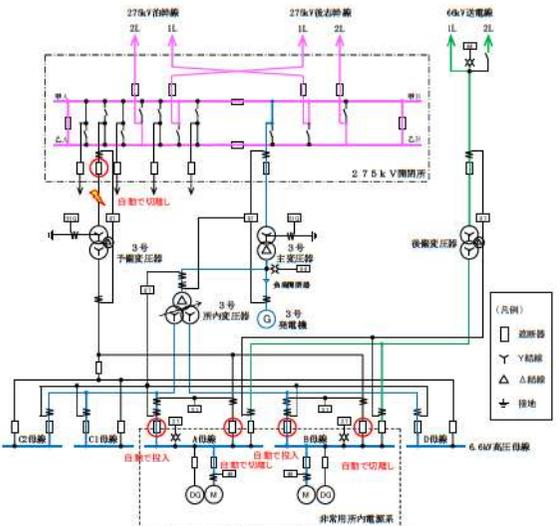 275kV泊幹線
275kV後志幹線
66kV送電線
2L 1L
1L 2L
1L 2L
甲A
甲B
乙A
乙B
275kV開閉所
自動で切離し
3号
予備変圧器
3号
主変圧器
後備変圧器
負荷開閉器
3号
所内変圧器
G
3号
発電機
(凡例)
遮断器
Y結線
Δ結線
接地
C2母線
C1母線
A母線
B母線
D母線
6.6kV高圧母線
自動で投入
自動で切離し
自動で投入
自動で切離し
DG
M
M
DG
非常用所内電源系